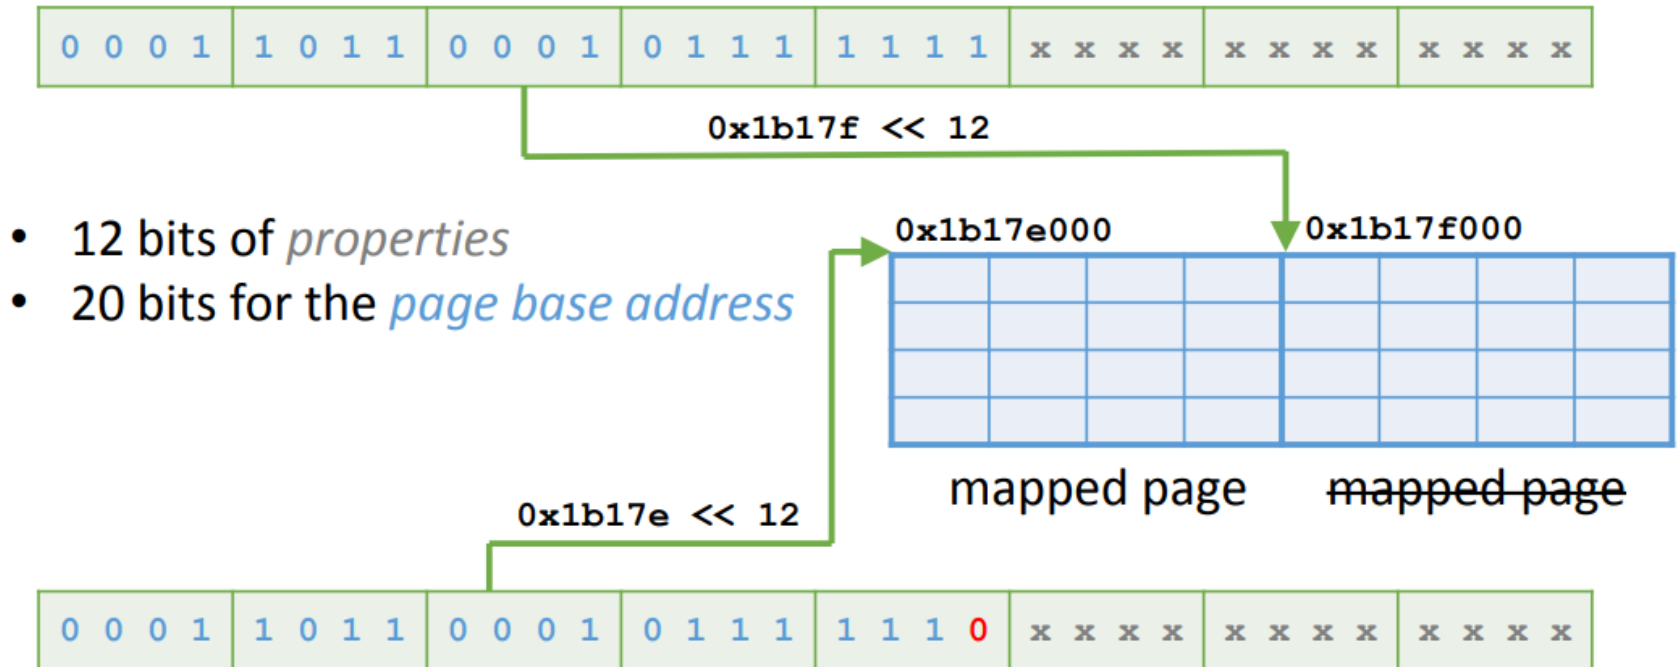 0 0 0 1 1 0 1 1 0 0 0 1 0 1 1 1 1 1 1 1 x x x x x x x x x x x x
0x1b17f << 12
• 12 bits of properties
• 20 bits for the page base address
0x1b17e000 0x1b17f000
mapped page mapped page
0x1b17e << 12
0 0 0 1 1 0 1 1 0 0 0 1 0 1 1 1 1 1 1 0 x x x x x x x x x x x x